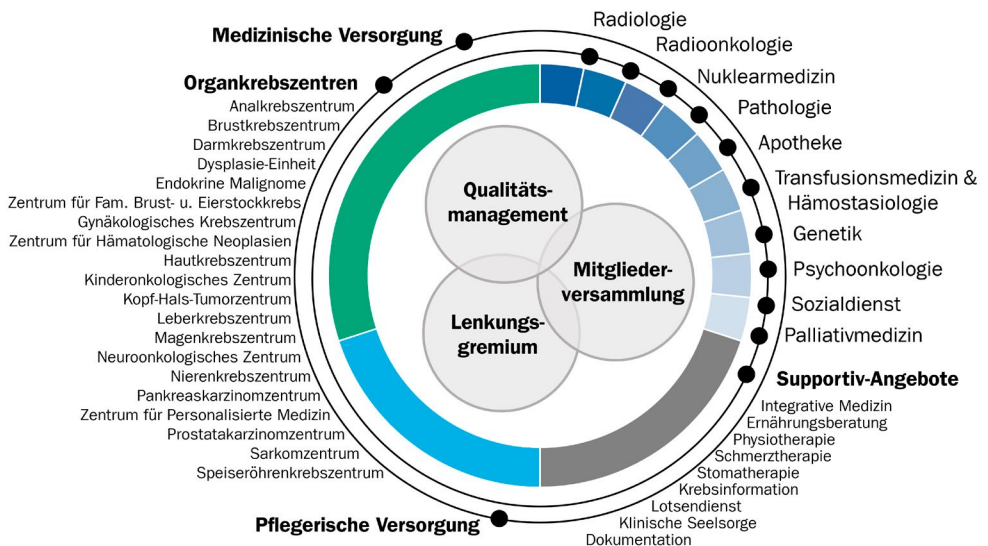 Medizinische Versorgung
Organkrebszentren
Analkrebszentrum
Brustkrebszentrum
Darmkrebszentrum
Dysplasie-Einheit
Endokrine Malignome
Zentrum für Fam. Brust- u. Eierstockkrebs
Gynäkologisches Krebszentrum
Zentrum für Hämatologische Neoplasien
Hautkrebszentrum
Kinderonkologisches Zentrum
Kopf-Hals-Tumorzentrum
Leberkrebszentrum
Magenkrebszentrum
Neuroonkologisches Zentrum
Nierenkrebszentrum
Pankreaskarzinomzentrum
Zentrum für Personalisierte Medizin
Prostatakarzinomzentrum
Sarkomzentrum
Speiseröhrenkrebszentrum
Pflegerische Versorgung
Qualitäts-
management
Mitglieder-
versammlung
Lenkungs-
gremium
Radiologie
Radioonkologie
Nuklearmedizin
Pathologie
Apotheke
Transfusionsmedizin &
Hämostasiologie
Genetik
Psychoonkologie
Sozialdienst
Palliativmedizin
Supportiv-Angebote
Integrative Medizin
Ernährungsberatung
Physiotherapie
Schmerztherapie
Stomatherapie
Krebsinformation
Lotsendienst
Klinische Seelsorge
Dokumentation